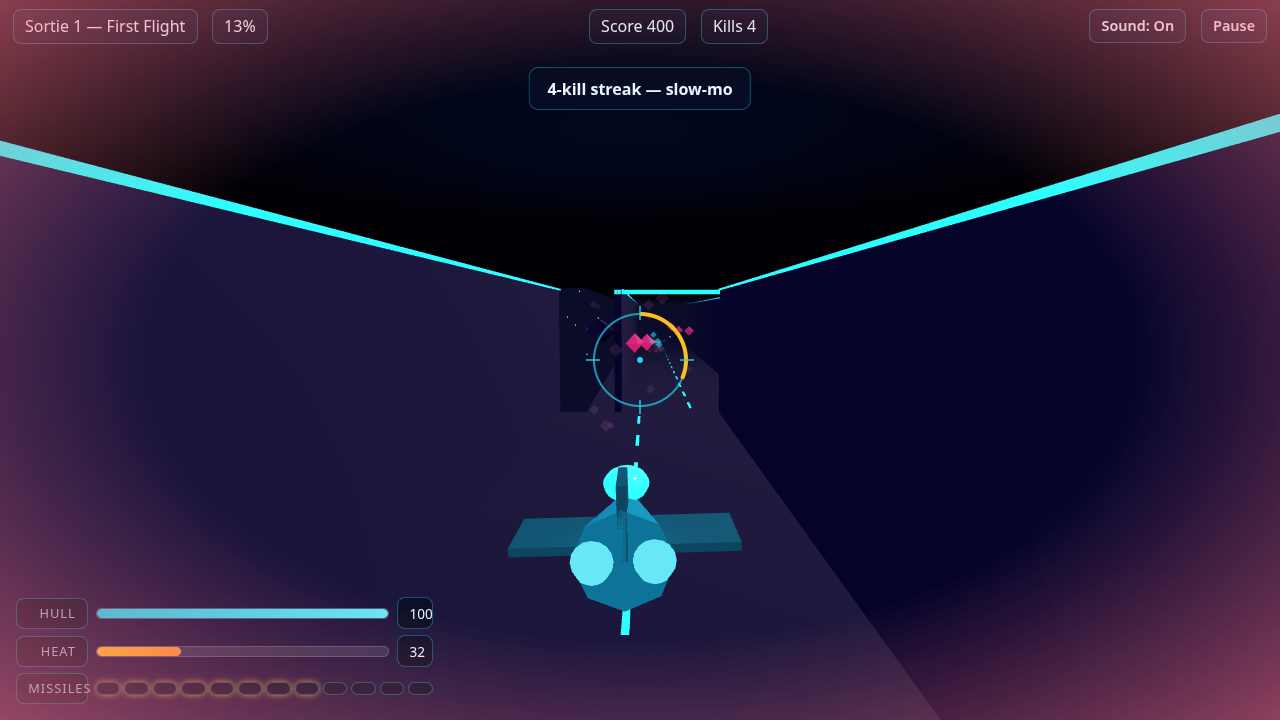 Sortie 1 — First Flight
13%
Score 400
Kills 4
Sound: On
Pause
4-kill streak — slow-mo
HULL
100
HEAT
32
MISSILES